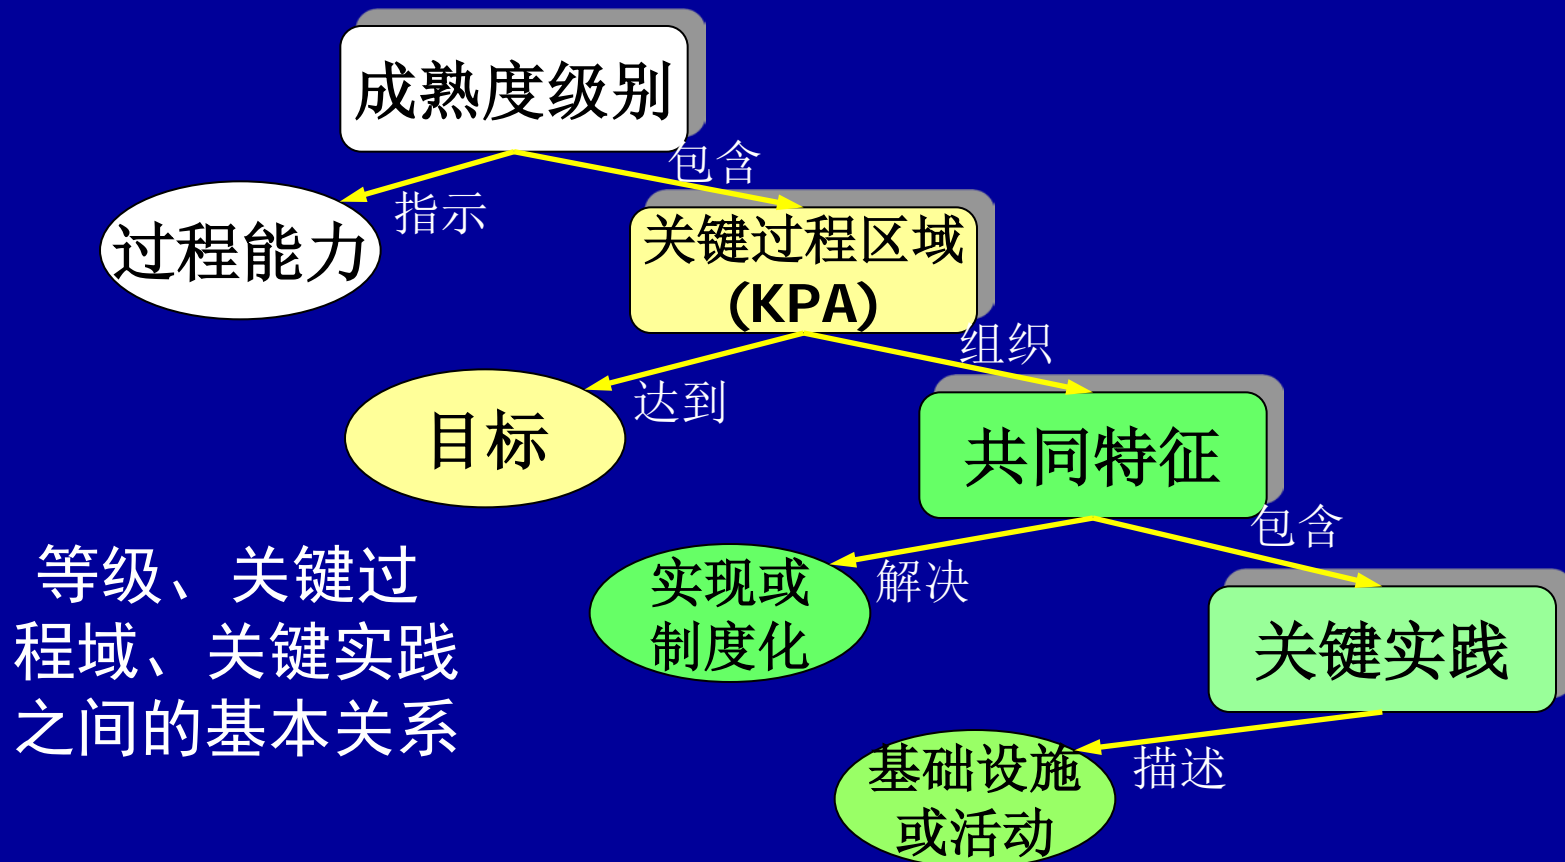 成熟度级别
包含
指示
过程能力
关键过程区域
(KPA)
组织
达到
目标
共同特征
包含
解决
实现或
制度化
等级、关键过
程域、关键实践
之间的基本关系
关键实践
描述
基础设施
或活动